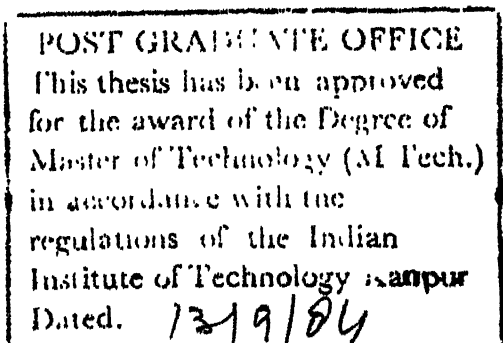 POST GRADUATE OFFICE
This thesis has been approved
for the award of the Degree of
Master of Technology (M Tech.)
in accordance with the
regulations of the Indian
Institute of Technology Kanpur
Dated. 13/9/84